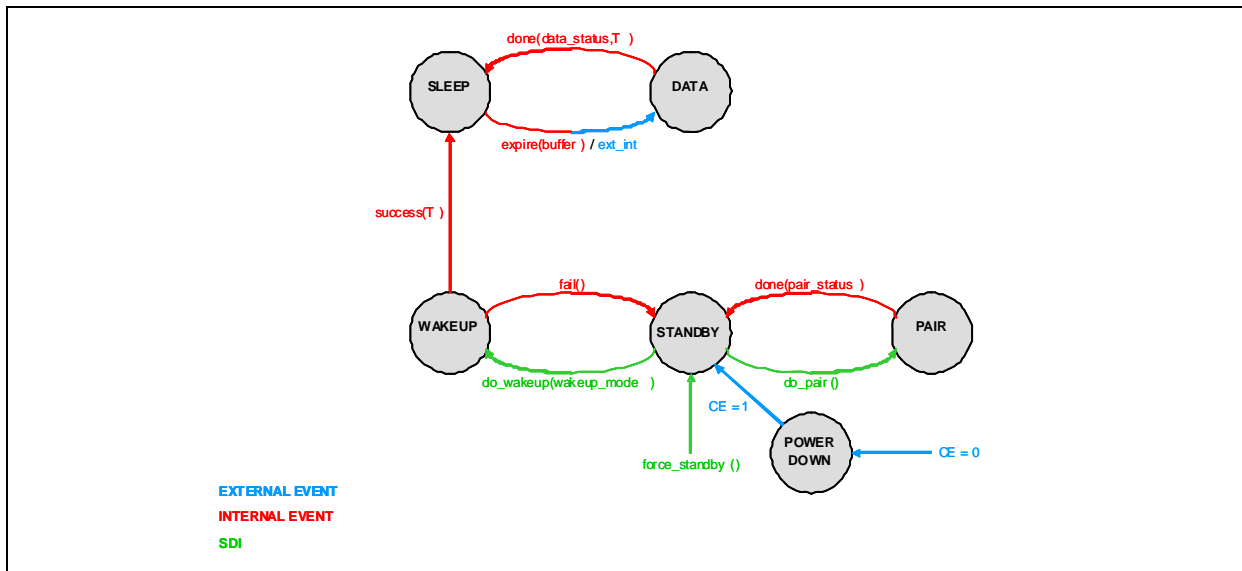 done(data_status,T )
SLEEP
DATA
expire(buffer ) / ext_int
success(T )
fail()
done(pair_status )
WAKEUP
STANDBY
PAIR
do_wakeup(wakeup_mode )
do_pair ()
CE = 1
POWER
DOWN
CE = 0
force_standby ()
EXTERNAL EVENT
INTERNAL EVENT
SDI